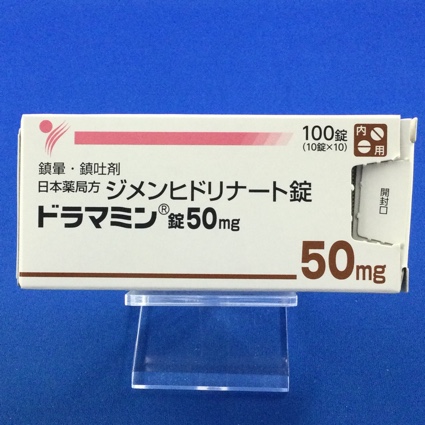 100錠
(10錠×10)
内
用
鎮暈・鎮吐剤
日本薬局方 ジメンヒドリナート錠
ドラマミン®錠50mg
開封口
50mg